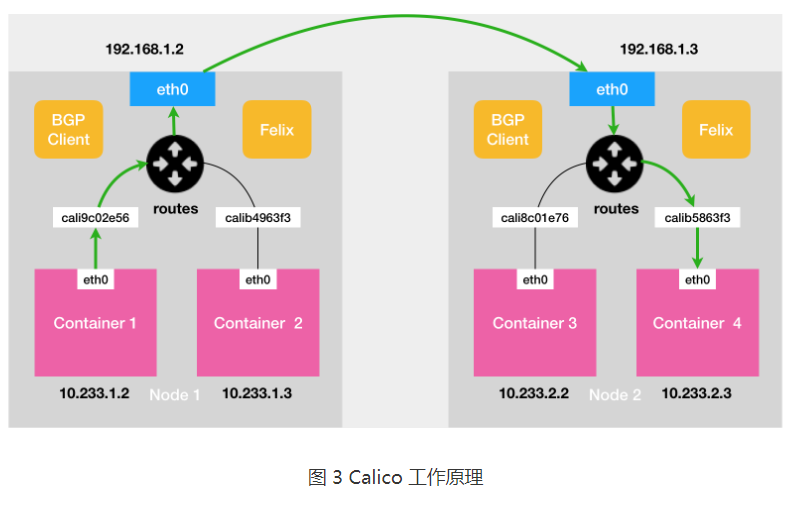 192.168.1.2
192.168.1.3
eth0
eth0
BGP
Client
Felix
BGP
Client
Felix
routes
routes
cali9c02e56
calib4963f3
cali8c01e76
calib5863f3
eth0
eth0
eth0
eth0
Container 1
Container 2
Container 3
Container 4
10.233.1.2
Node 1
10.233.1.3
10.233.2.2
Node 2
10.233.2.3
图 3 Calico 工作原理